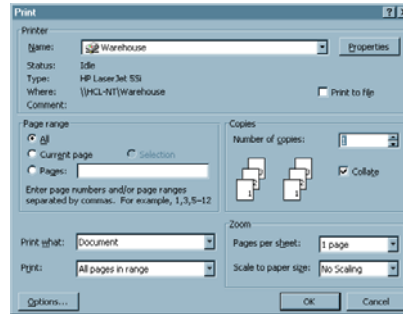 Print
Printer
Name: Warehouse Properties
Status: Idle
Type: HP LaserJet 5Si
Where: \\HCL-NT\Warehouse
Comment:
Print to file
Page range
All
Current page Selection
Pages:
Enter page numbers and/or page ranges
separated by commas. For example, 1,3,5-12
Copies
Number of copies: 1
Collate
Print what: Document
Print: All pages in range
Zoom
Pages per sheet: 1 page
Scale to paper size: No Scaling
Options... OK Cancel